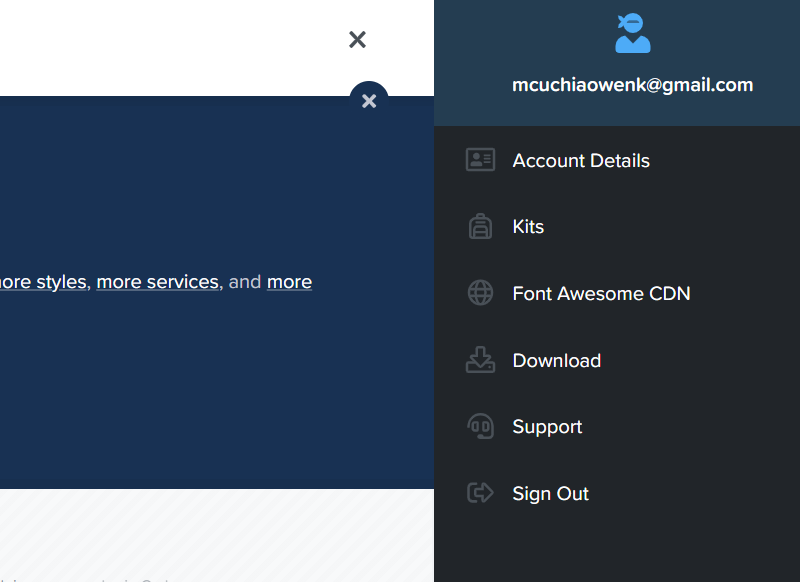 mcuchiaowenk@gmail.com
Account Details
Kits
more styles, more services, and more
Font Awesome CDN
Download
Support
Sign Out